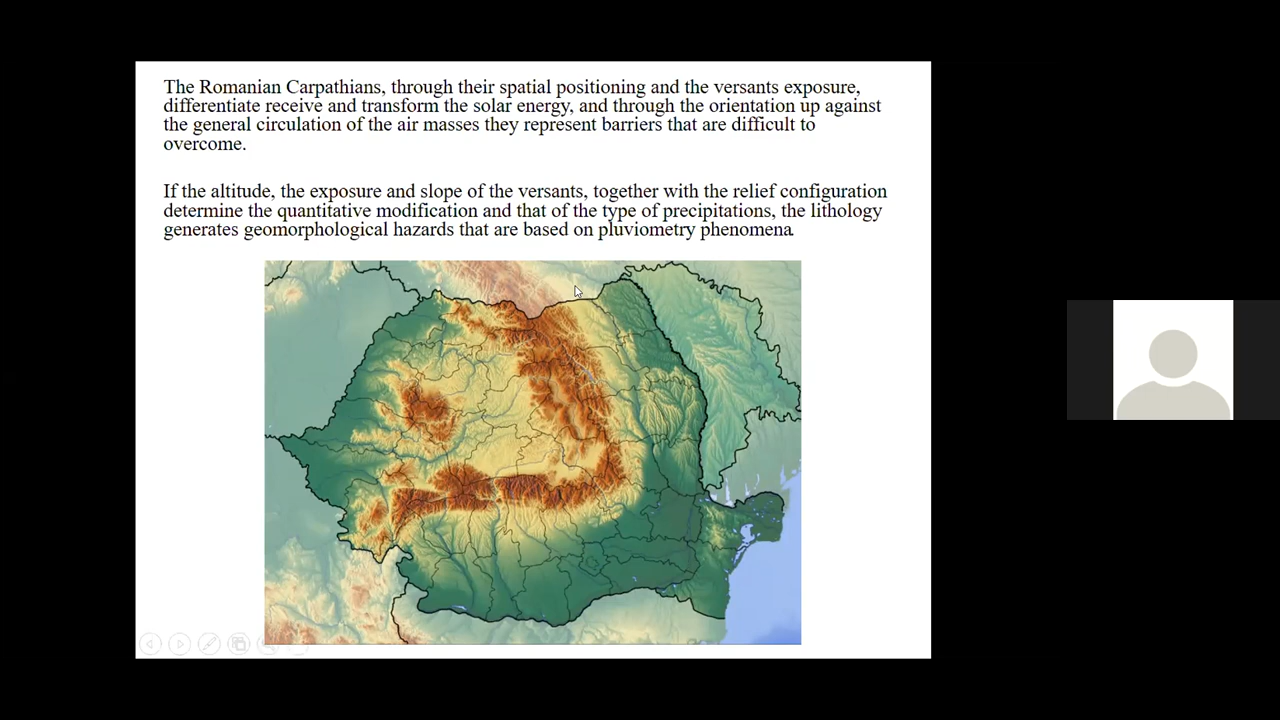 The Romanian Carpathians, through their spatial positioning and the versants exposure,
differentiate receive and transform the solar energy, and through the orientation up against
the general circulation of the air masses they represent barriers that are difficult to
overcome.
If the altitude, the exposure and slope of the versants, together with the relief configuration
determine the quantitative modification and that of the type of precipitations, the lithology
generates geomorphological hazards that are based on pluviometry phenomena.